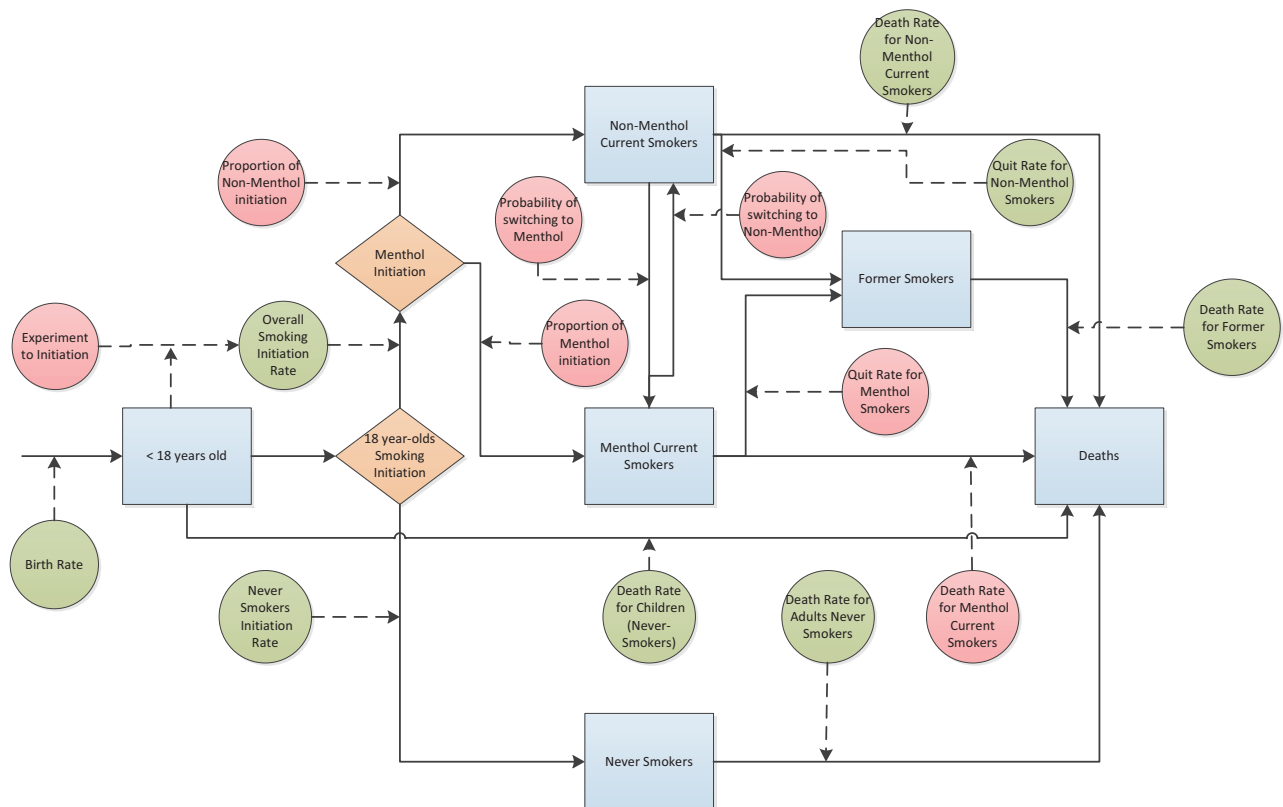 Death Rate
for Non-
Menthol
Current
Smokers
Non-Menthol
Current Smokers
Proportion of
Non-Menthol
initiation
Quit Rate for
Non-Menthol
Smokers
Probability of
switching to
Menthol
Probability of
switching to
Non-Menthol
Menthol
Initiation
Former Smokers
Experiment
to Initiation
Overall
Smoking
Initiation
Rate
Proportion of
Menthol
initiation
Death Rate
for Former
Smokers
Quit Rate for
Menthol
Smokers
< 18 years old
18 year-olds
Smoking
Initiation
Menthol Current
Smokers
Deaths
Birth Rate
Never
Smokers
Initiation
Rate
Death Rate
for Children
(Never-
Smokers)
Death Rate for
Adults Never
Smokers
Death Rate
for Menthol
Current
Smokers
Never Smokers